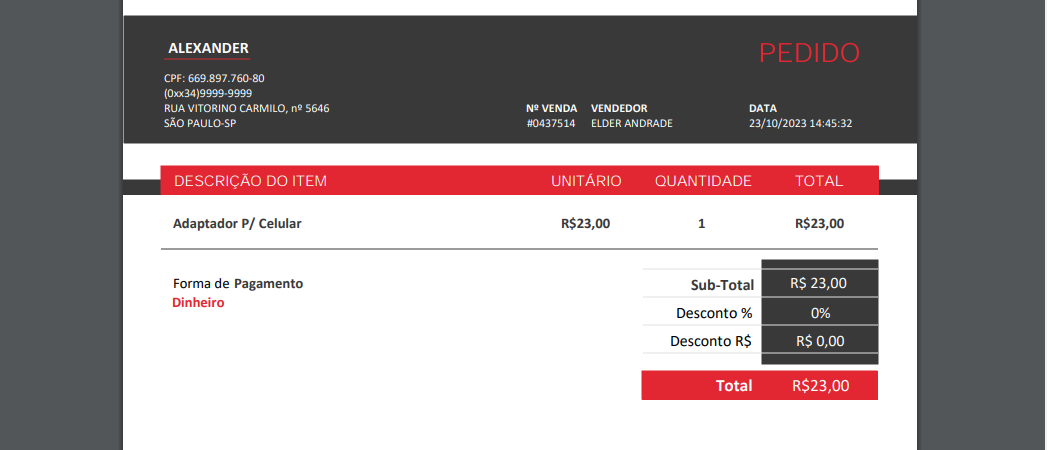 ALEXANDER
PEDIDO
CPF: 669.897.760-80
(0xx34)9999-9999
RUA VITORINO CARMILO, nº 5646
Nº VENDA VENDEDOR DATA
SÃO PAULO-SP
#0437514 ELDER ANDRADE 23/10/2023 14:45:32
DESCRIÇÃO DO ITEM UNITÁRIO QUANTIDADE TOTAL
Adaptador P/ Celular R$23,00 1 R$23,00
Forma de Pagamento
Dinheiro
Sub-Total R$ 23,00
Desconto % 0%
Desconto R$ R$ 0,00
Total R$23,00